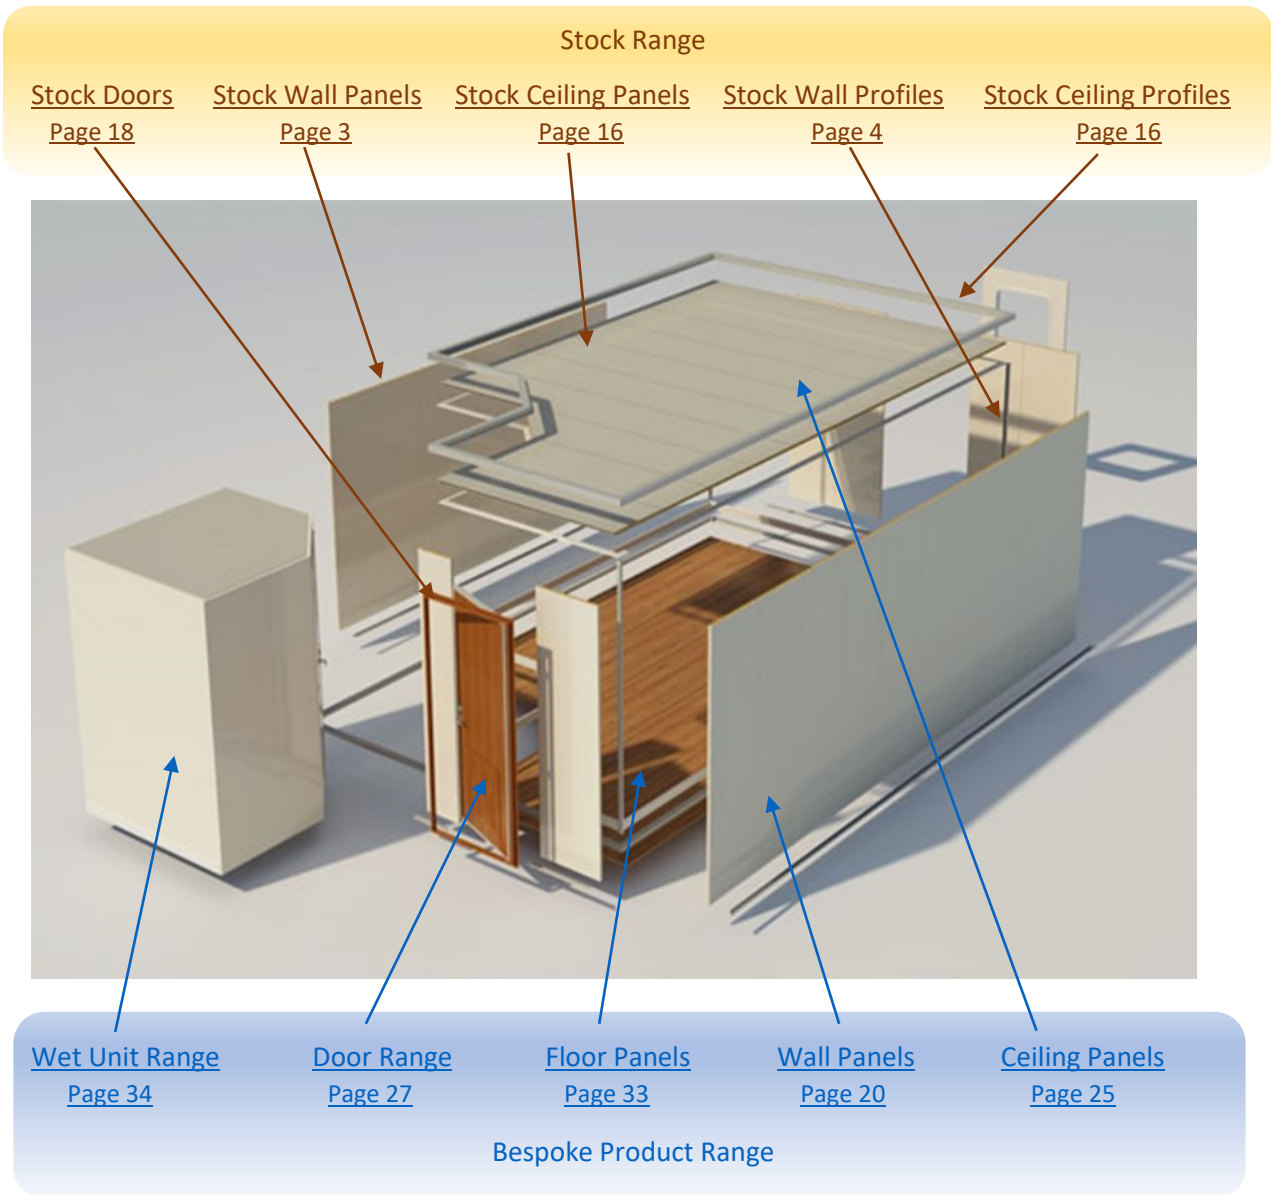 Stock Range
Stock Doors Stock Wall Panels Stock Ceiling Panels Stock Wall Profiles Stock Ceiling Profiles
Page 18 Page 3 Page 16 Page 4 Page 16
Wet Unit Range Door Range Floor Panels Wall Panels Ceiling Panels
Page 34 Page 27 Page 33 Page 20 Page 25
Bespoke Product Range